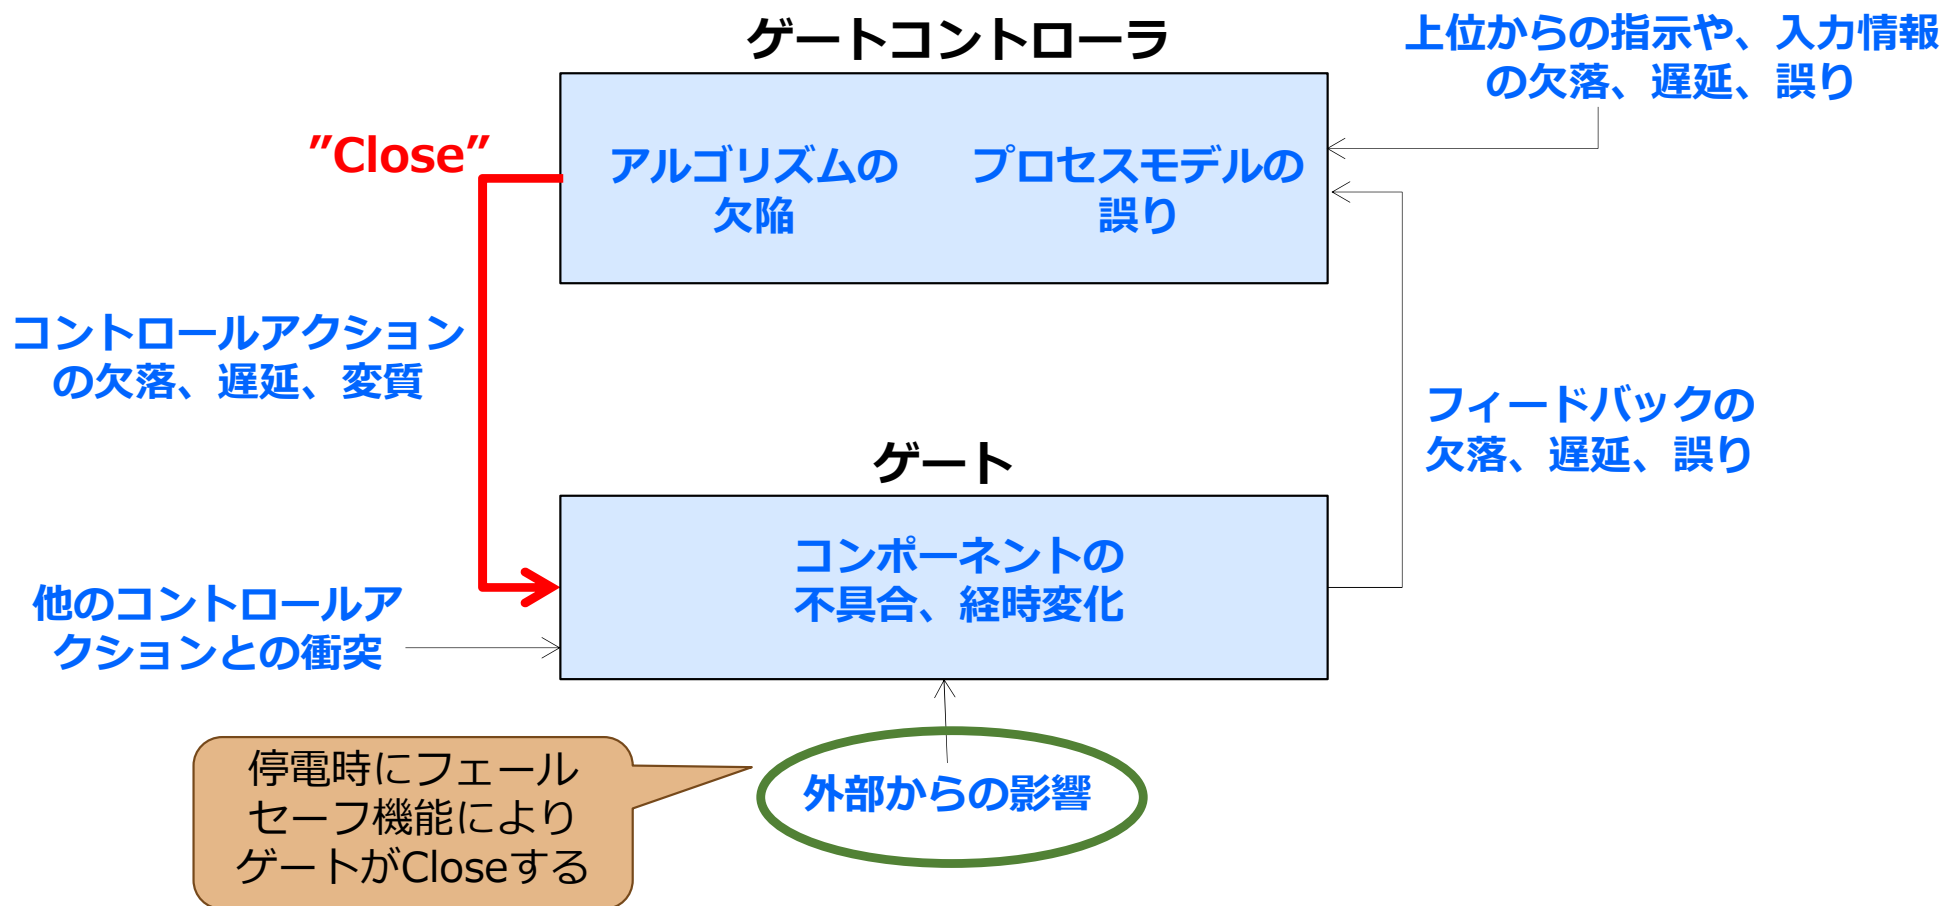 ゲートコントローラ
上位からの指示や、入力情報
の欠落、遅延、誤り
”Close”
アルゴリズムの
欠陥
プロセスモデルの
誤り
コントロールアクション
の欠落、遅延、変質
フィードバックの
欠落、遅延、誤り
ゲート
コンポーネントの
不具合、経時変化
他のコントロールア
クションとの衝突
停電時にフェール
セーフ機能により
ゲートがCloseする
外部からの影響